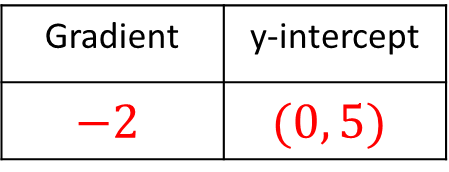 Gradient y-intercept
−2 (0, 5)